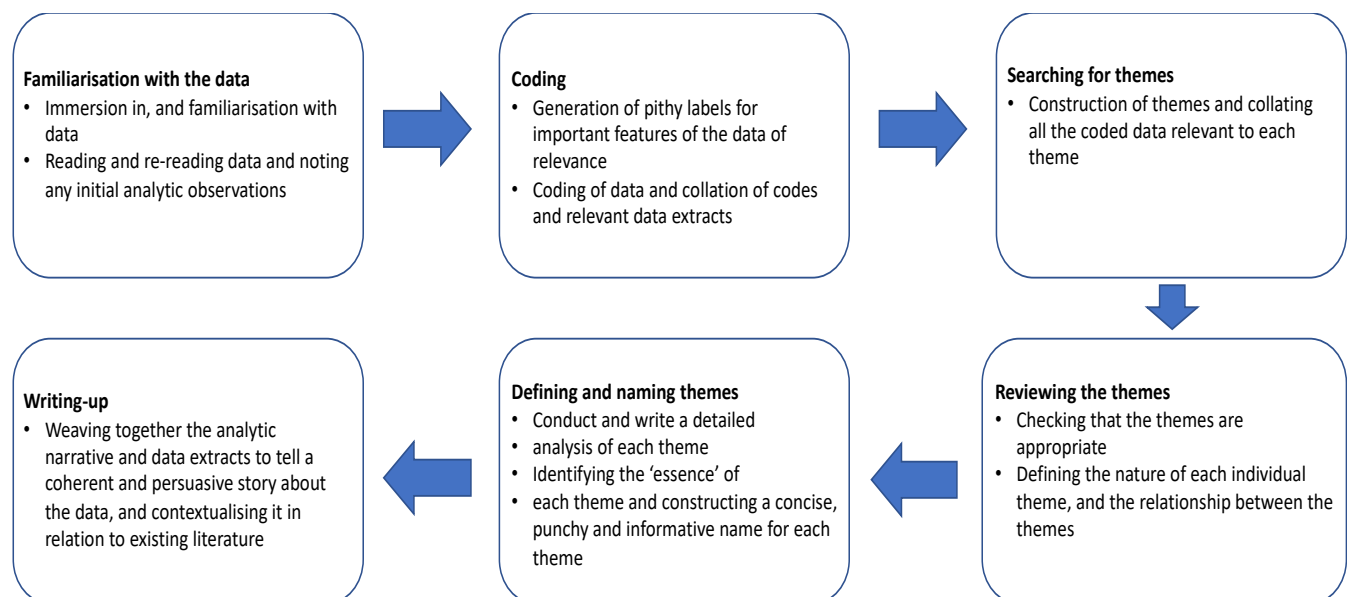 Familiarisation with the data
• Immersion in, and familiarisation with
data
• Reading and re-reading data and noting
any initial analytic observations
Coding
• Generation of pithy labels for
important features of the data of
relevance
• Coding of data and collation of codes
and relevant data extracts
Searching for themes
• Construction of themes and collating
all the coded data relevant to each
theme
Reviewing the themes
• Checking that the themes are
appropriate
• Defining the nature of each individual
theme, and the relationship between the
themes
Defining and naming themes
• Conduct and write a detailed
• analysis of each theme
• Identifying the ‘essence’ of
• each theme and constructing a concise,
punchy and informative name for each
theme
Writing-up
• Weaving together the analytic
narrative and data extracts to tell a
coherent and persuasive story about
the data, and contextualising it in
relation to existing literature